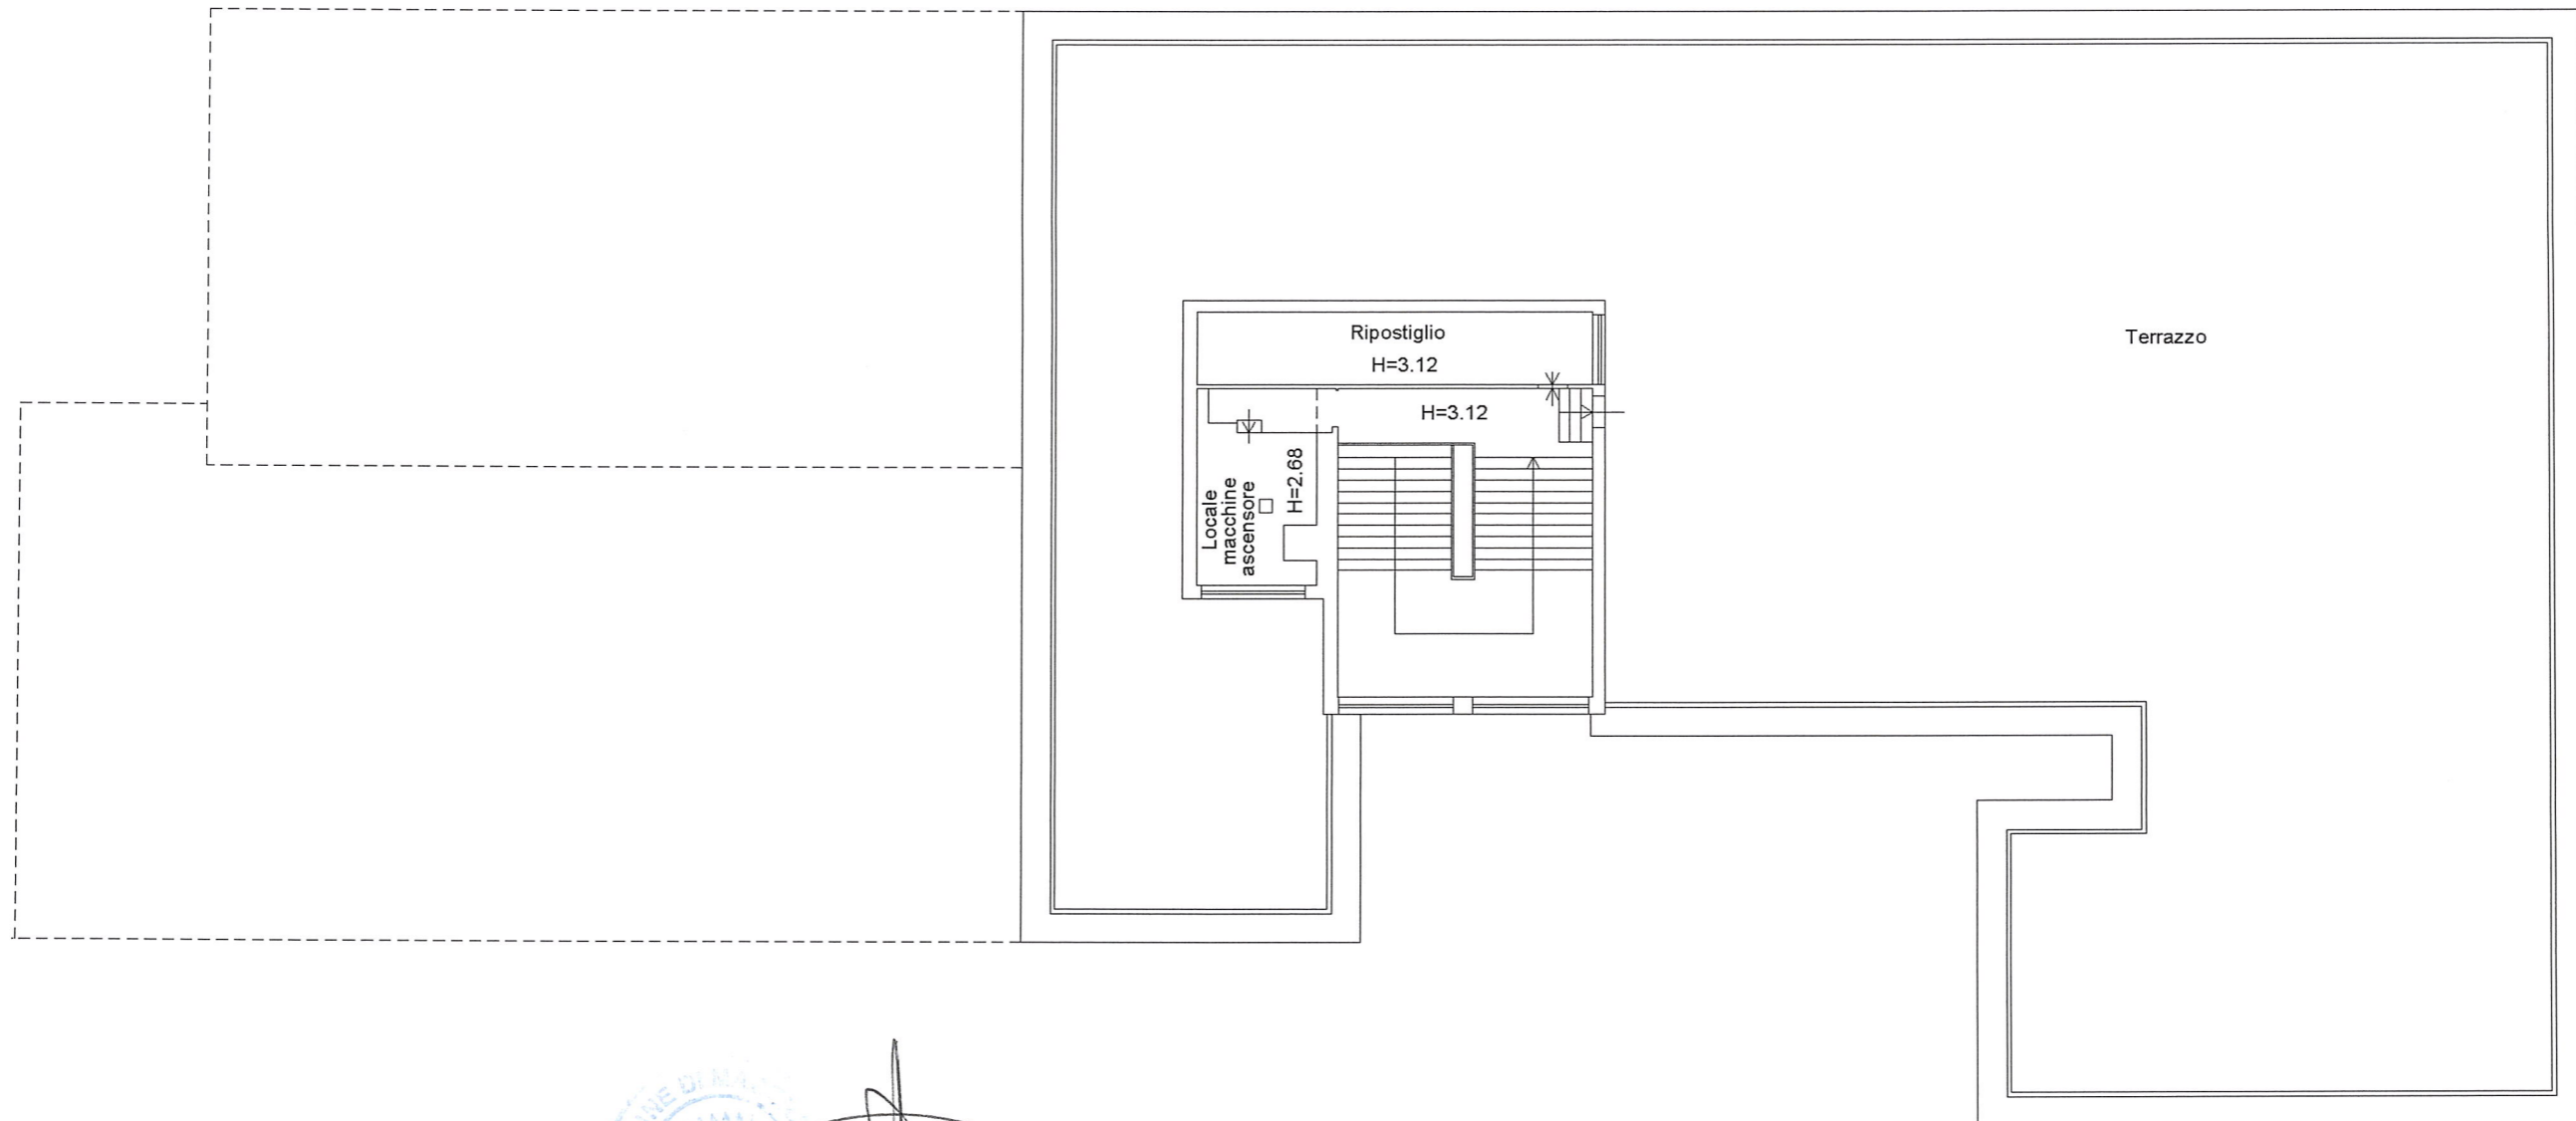 Ripostiglio
H=3.12
Terrazzo
H=3.12
H=2.68
Locale
macchine
ascensore